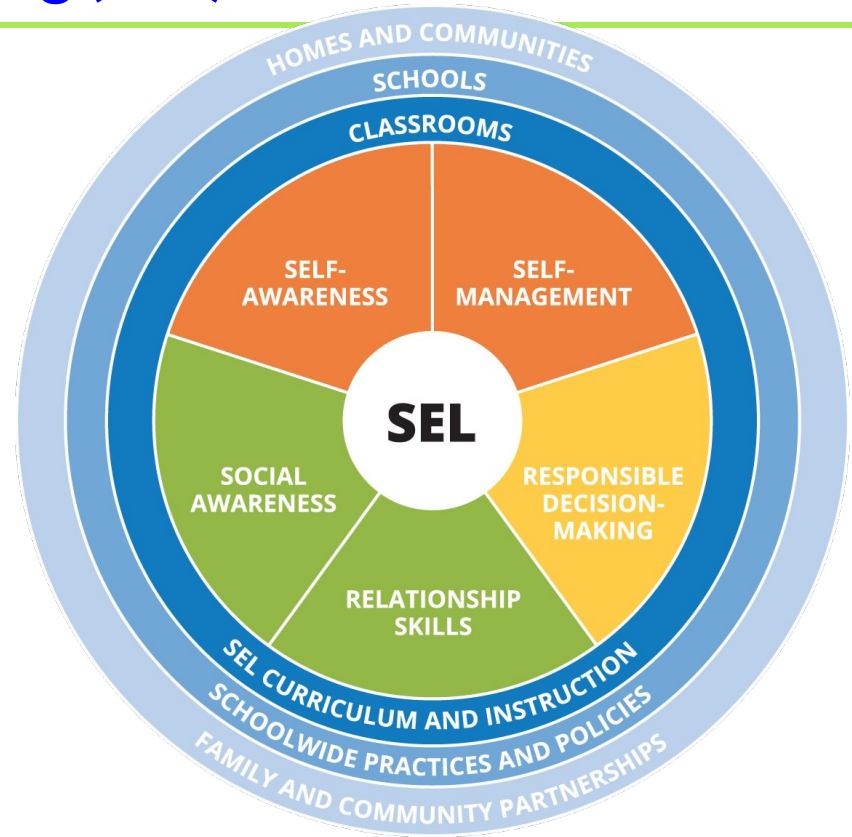 HOMES AND COMMUNITIES
SCHOOLS
CLASSROOMS
SELF-
AWARENESS
SELF-
MANAGEMENT
SEL
SOCIAL
AWARENESS
RESPONSIBLE
DECISION-
MAKING
RELATIONSHIP
SKILLS
SEL CURRICULUM AND INSTRUCTION
SCHOOLWIDE PRACTICES AND POLICIES
FAMILY AND COMMUNITY PARTNERSHIPS